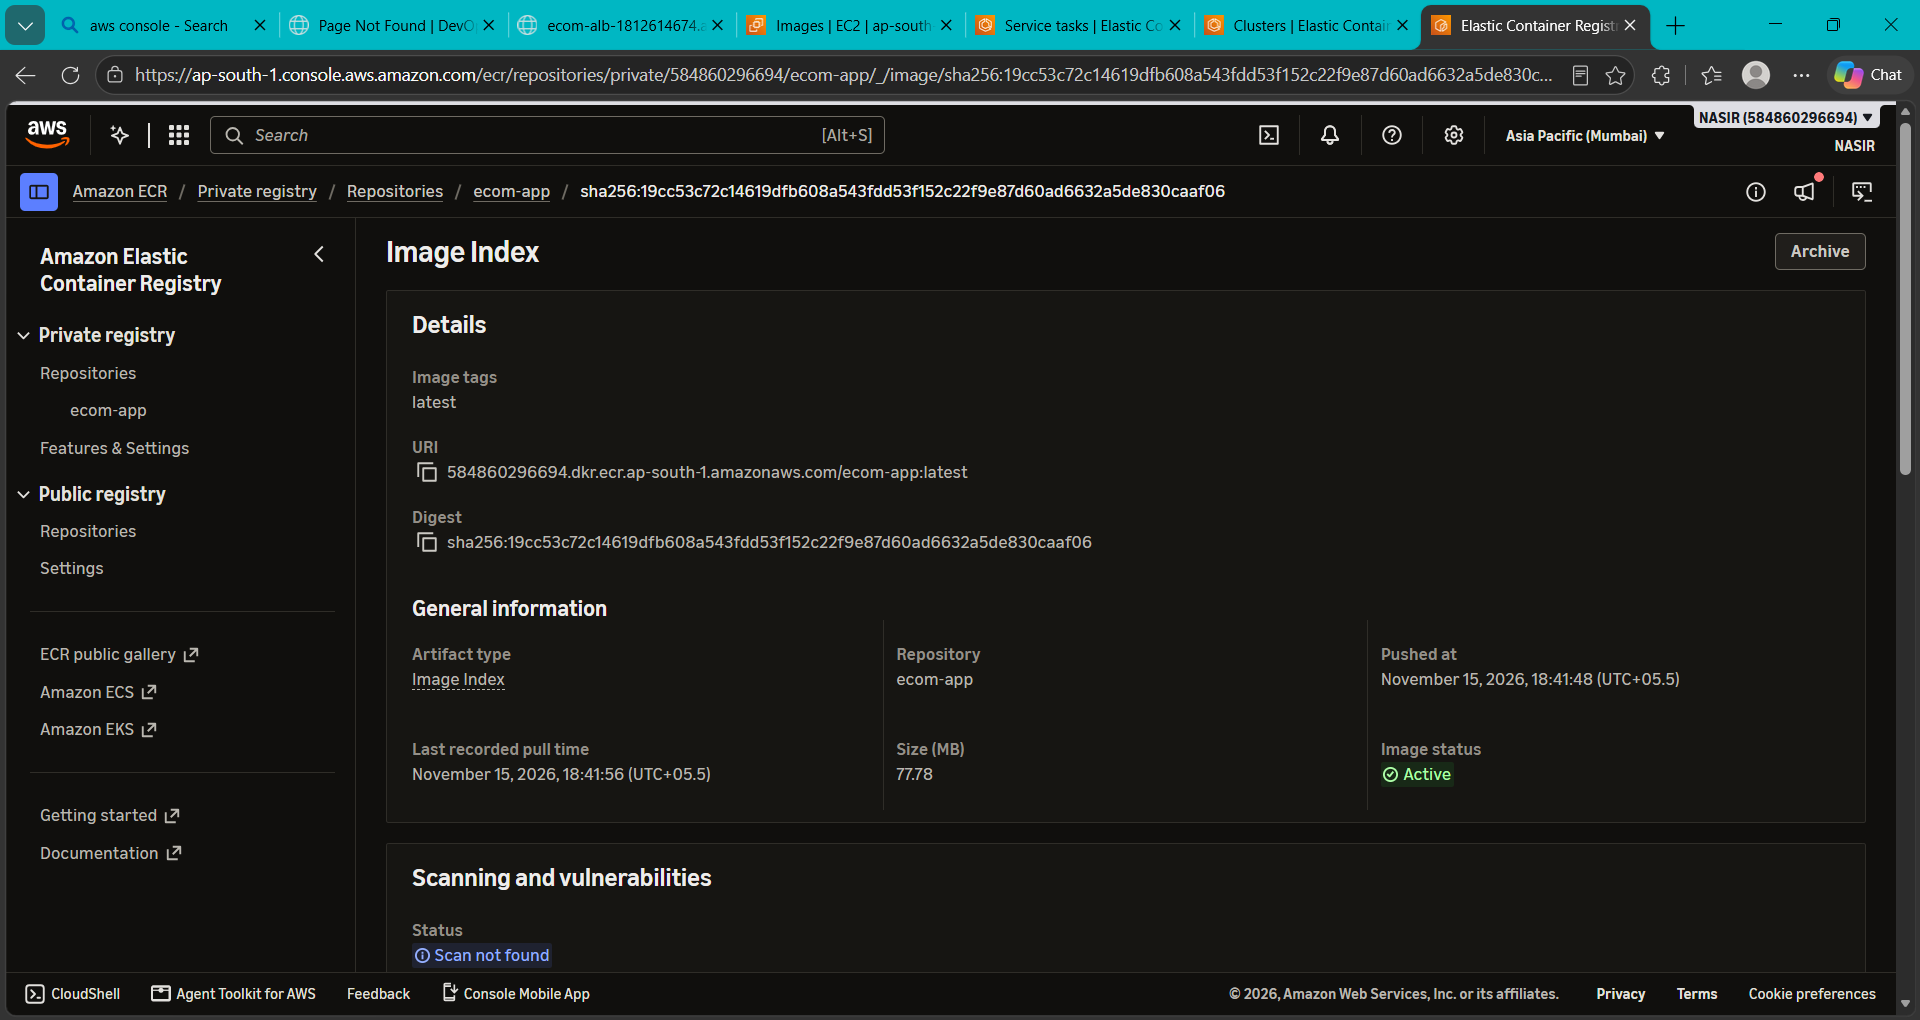 aws console - Search
Page Not Found | DevO
ecom-alb-1812614674.a
Images | EC2 | ap-south-
Service tasks | Elastic Co
Clusters | Elastic Contai
Elastic Container Regist
https://ap-south-1.console.aws.amazon.com/ecr/repositories/private/584860296694/ecom-app/_/image/sha256:19cc53c72c14619dfb608a543fdd53f152c22f9e87d60ad6632a5de830c...
Chat
aws
Search
[Alt+S]
Asia Pacific (Mumbai)
NASIR (584860296694)
NASIR
Amazon ECR / Private registry / Repositories / ecom-app / sha256:19cc53c72c14619dfb608a543fdd53f152c22f9e87d60ad6632a5de830caaf06
Amazon Elastic
Container Registry
Private registry
Repositories
ecom-app
Features & Settings
Public registry
Repositories
Settings
ECR public gallery
Amazon ECS
Amazon EKS
Getting started
Documentation
Image Index
Archive
Details
Image tags
latest
URI
584860296694.dkr.ecr.ap-south-1.amazonaws.com/ecom-app:latest
Digest
sha256:19cc53c72c14619dfb608a543fdd53f152c22f9e87d60ad6632a5de830caaf06
General information
Artifact type
Image Index
Repository
ecom-app
Pushed at
November 15, 2026, 18:41:48 (UTC+05.5)
Last recorded pull time
November 15, 2026, 18:41:56 (UTC+05.5)
Size (MB)
77.78
Image status
Active
Scanning and vulnerabilities
Status
Scan not found
CloudShell
Agent Toolkit for AWS
Feedback
Console Mobile App
© 2026, Amazon Web Services, Inc. or its affiliates.
Privacy
Terms
Cookie preferences